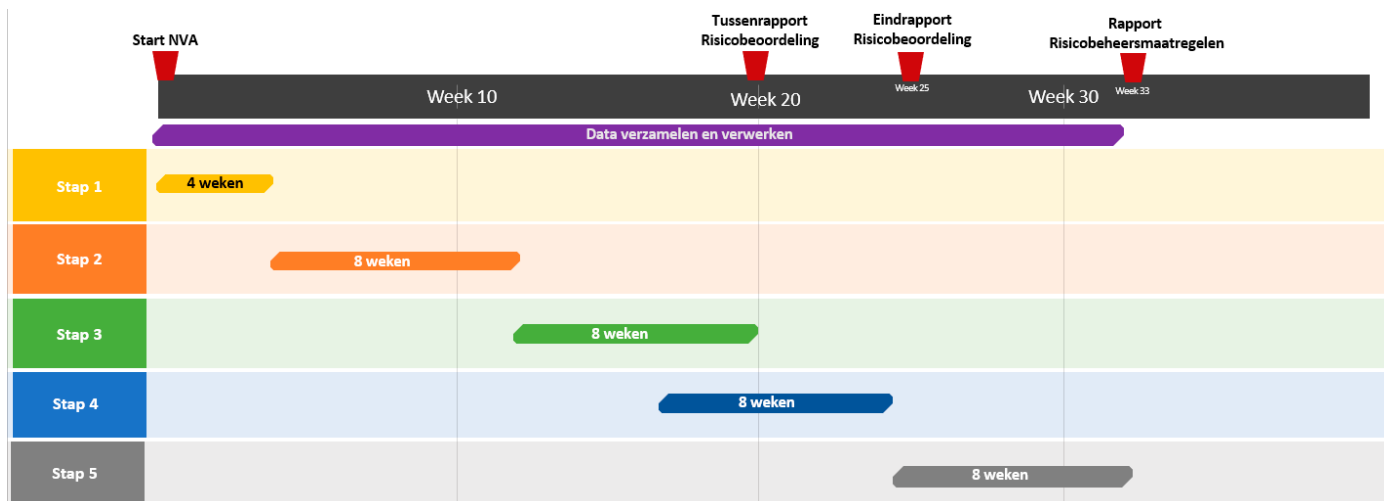 Start NVA
Tussenrapport
Risicobeoordeling
Eindrapport
Risicobeoordeling
Rapport
Risicobeheersmaatregelen
Week 10
Week 20
Week 25
Week 30
Week 33
Data verzamelen en verwerken
Stap 1
4 weken
Stap 2
8 weken
Stap 3
8 weken
Stap 4
8 weken
Stap 5
8 weken